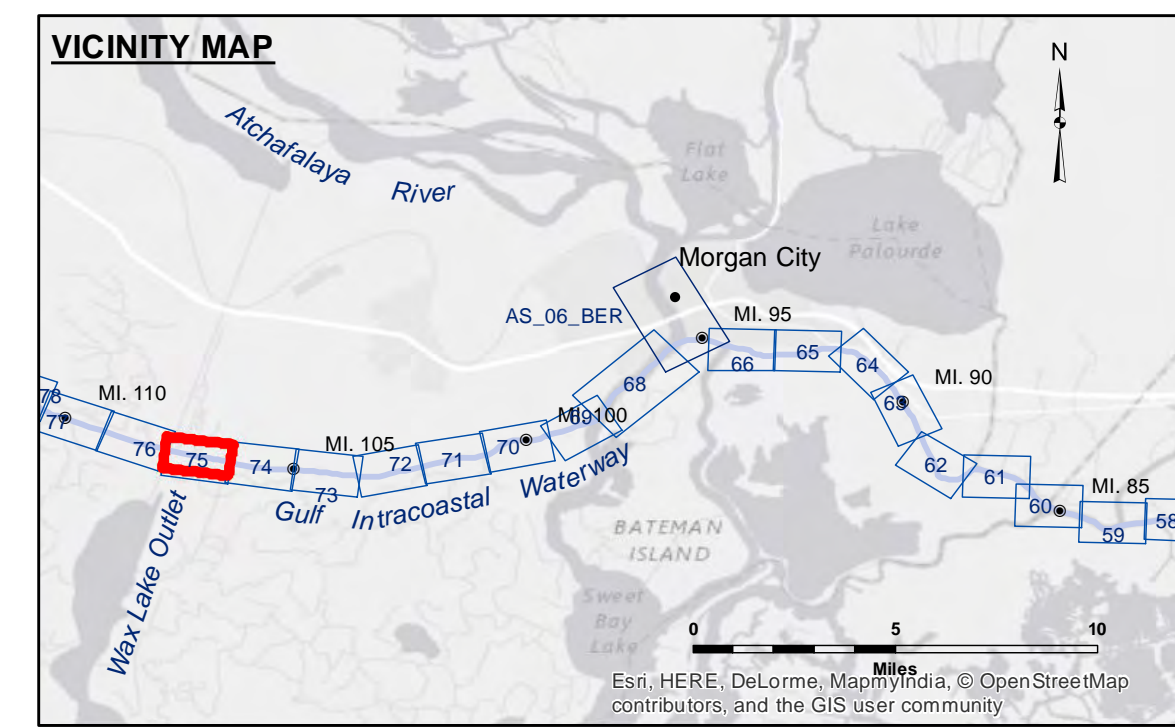 VICINITY MAP
N
Atchafalaya River
Flat
Lake
Lake
Palourde
Morgan City
AS_06_BER
MI. 95
66
65
64
MI. 90
63
68
62
61
MI. 85
60
59
58
MI. 100
69
70
71
72
MI. 105
73
74
75
76
MI. 110
77
78
Gulf Intracoastal Waterway
Wax Lake Outlet
BATEMAN
ISLAND
Sweet
Bay
Lake
0 5 10
Miles
Esri, HERE, DeLorme, MapmyIndia, © OpenStreetMap
contributors, and the GIS user community